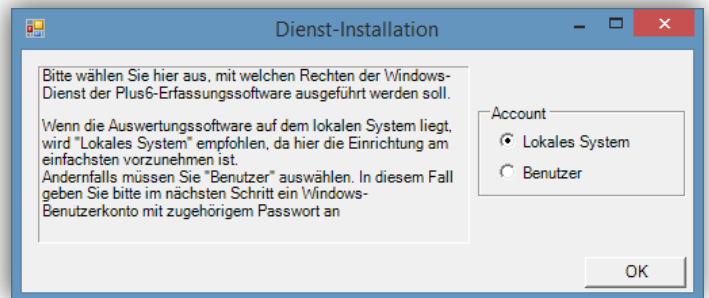 Dienst-Installation
Bitte wählen Sie hier aus, mit welchen Rechten der Windows-
Dienst der Plus6-Erfassungssoftware ausgeführt werden soll.
Wenn die Auswertungssoftware auf dem lokalen System liegt,
wird "Lokales System" empfohlen, da hier die Einrichtung am
einfachsten vorzunehmen ist.
Andernfalls müssen Sie "Benutzer" auswählen. In diesem Fall
geben Sie bitte im nächsten Schritt ein Windows-
Benutzerkonto mit zugehörigem Passwort an
Account
Lokales System
Benutzer
OK